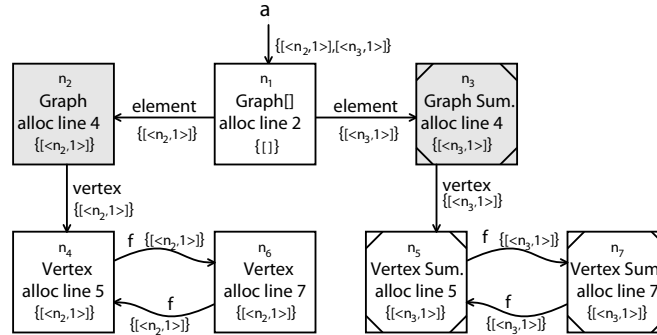 a
{[<n2,1>],[<n3,1>]}
n2
Graph
alloc line 4
{[<n2,1>]}
element
{[<n2,1>]}
n1
Graph[]
alloc line 2
{[ ]}
element
{[<n3,1>]}
n3
Graph Sum.
alloc line 4
{[<n3,1>]}
vertex
{[<n2,1>]}
vertex
{[<n3,1>]}
n4
Vertex
alloc line 5
{[<n2,1>]}
f {[<n2,1>]}
f
{[<n2,1>]}
n6
Vertex
alloc line 7
{[<n2,1>]}
n5
Vertex Sum.
alloc line 5
{[<n3,1>]}
f {[<n3,1>]}
f
{[<n3,1>]}
n7
Vertex Sum.
alloc line 7
{[<n3,1>]}